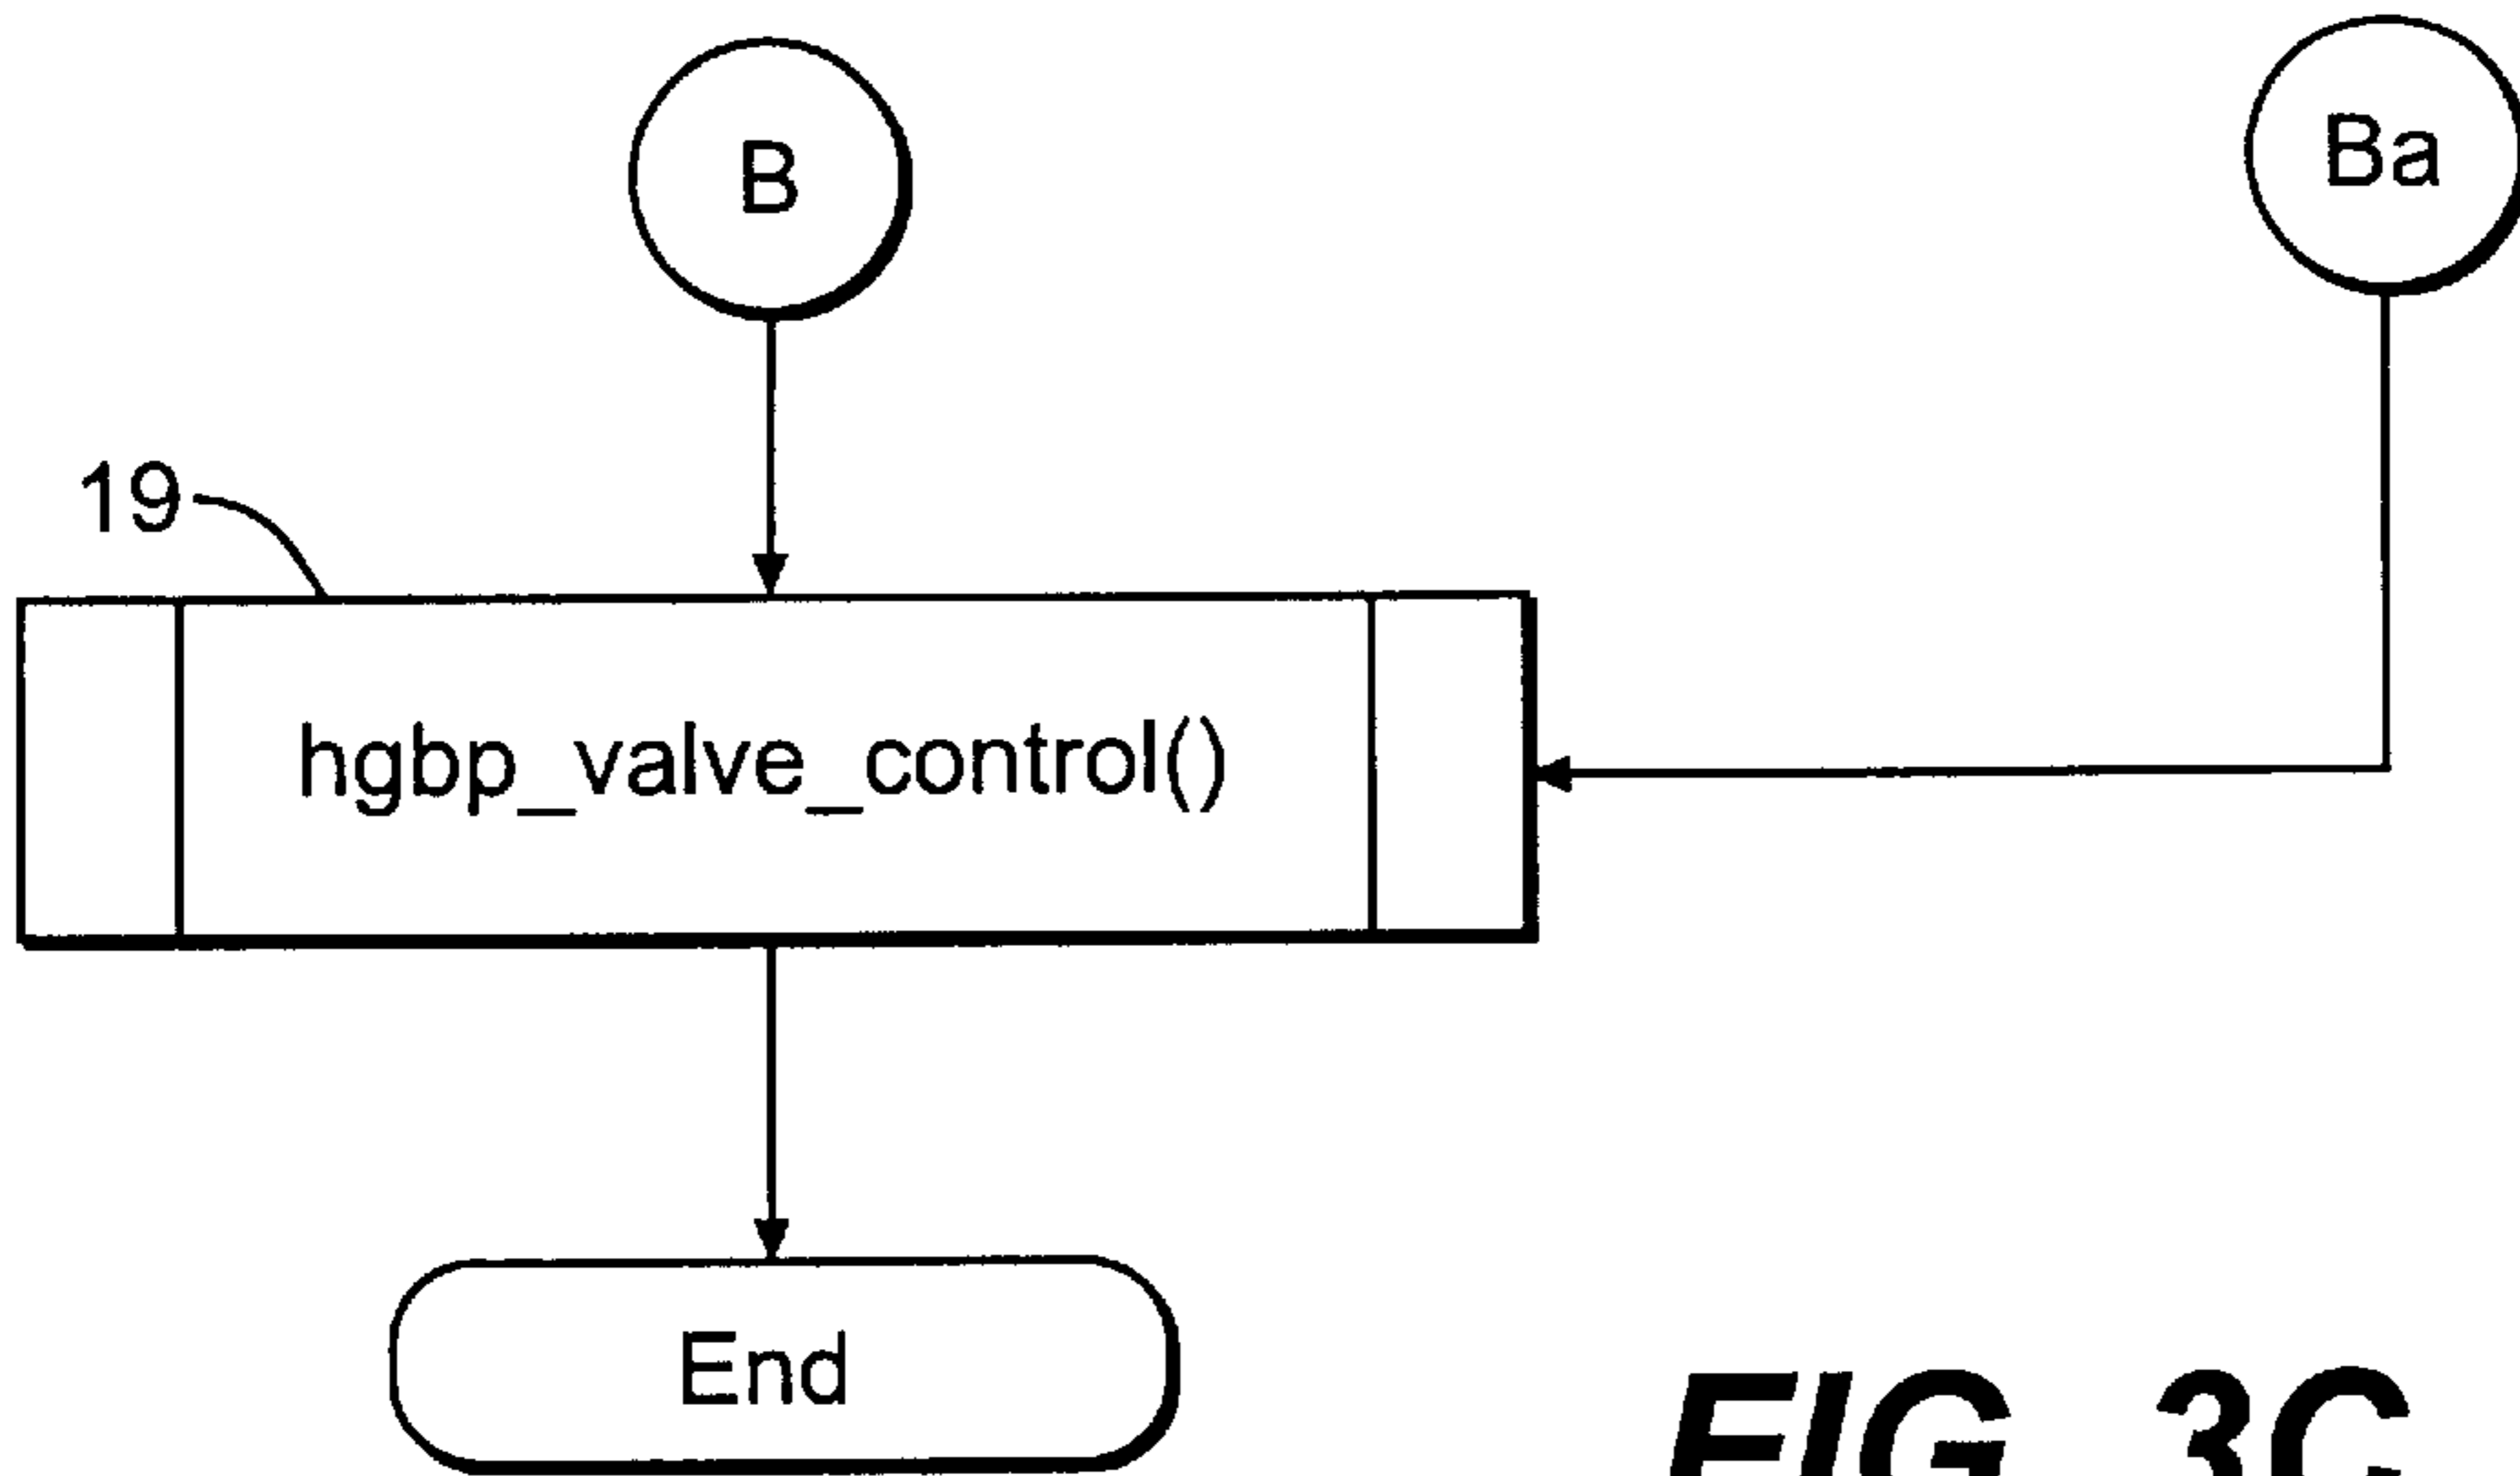 B
Ba
19
hgbp_valve_control()
End
FIG. 3C